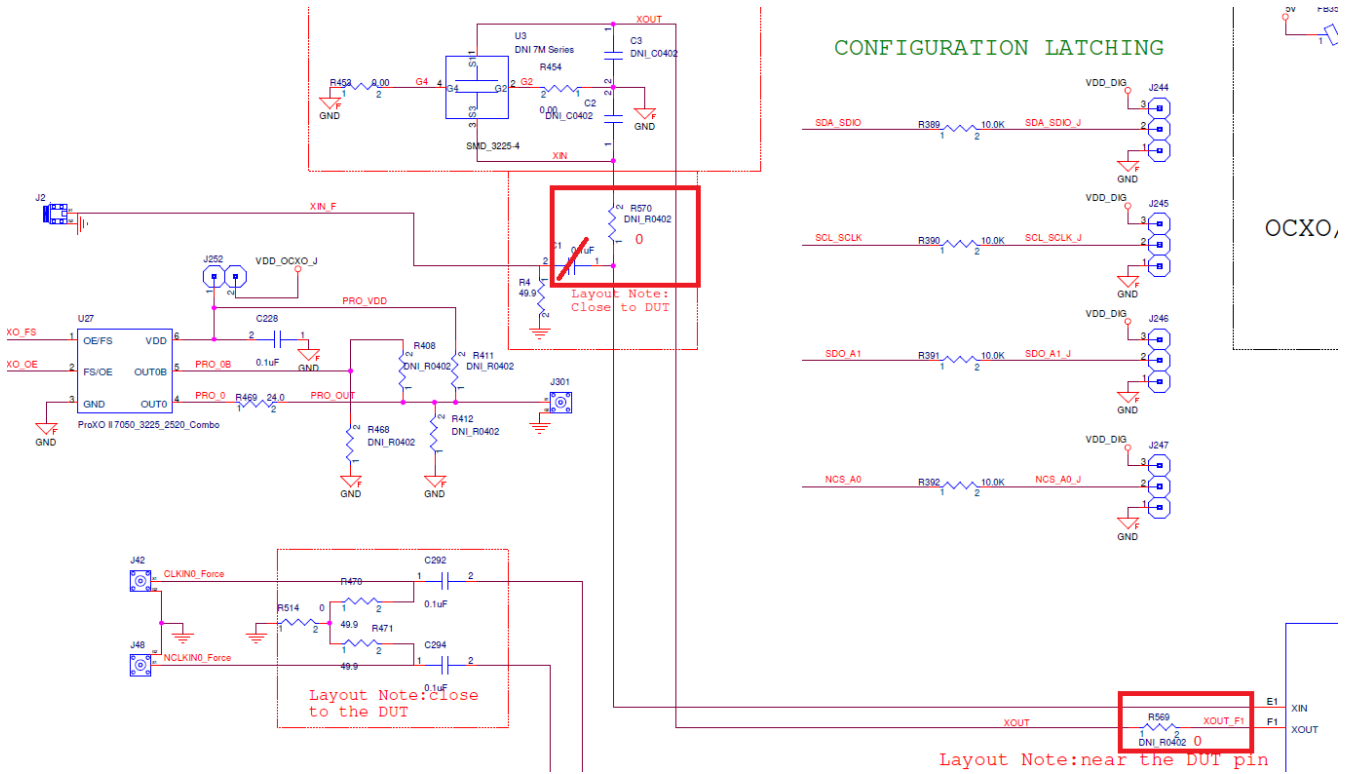 XOUT
5V
FB35
U3
DNI 7M Series
C3
DNI_C0402
CONFIGURATION LATCHING
R453
0.00
G4
4
G4
S1
1
G2
2
G2
R454
0.00
C2
DNI_C0402
GND
GND
S3
3
SMD_3225-4
XIN
VDD_DIG
J244
SDA_SDIO
R389
10.0K
SDA_SDIO_J
GND
J2
XIN_F
R570
DNI_R0402
0
C1
0.1uF
R4
49.9
Layout Note:
Close to DUT
VDD_DIG
J245
SCL_SCLK
R390
10.0K
SCL_SCLK_J
GND
OCXO/
J252
VDD_OCXO_J
PRO_VDD
U27
C228
0.1uF
GND
XO_FS
1
OE/FS
VDD
6
XO_OE
2
FS/OE
OUT0B
5
PRO_0B
3
GND
OUT0
4
PRO_0
R469
24.0
PRO_OUT
GND
ProXO II 7050_3225_2520_Combo
R408
DNI_R0402
R411
DNI_R0402
J301
R468
DNI_R0402
R412
DNI_R0402
GND
GND
VDD_DIG
J246
SDO_A1
R391
10.0K
SDO_A1_J
GND
VDD_DIG
J247
NCS_A0
R392
10.0K
NCS_A0_J
GND
J42
CLKIN0_Force
R470
49.9
C292
0.1uF
R514
0
R471
49.9
J48
NCLKIN0_Force
C294
0.1uF
Layout Note:close
to the DUT
E1
XIN
XOUT
R569
DNI_R0402
0
XOUT_F1
F1
XOUT
Layout Note:near the DUT pin